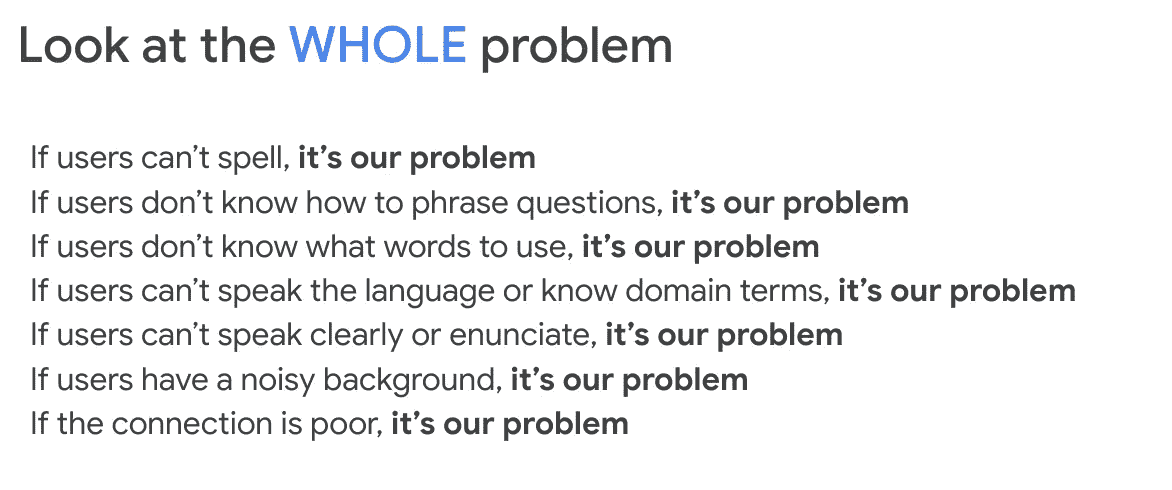 Look at the WHOLE problem
If users can’t spell, it’s our problem
If users don’t know how to phrase questions, it’s our problem
If users don’t know what words to use, it’s our problem
If users can’t speak the language or know domain terms, it’s our problem
If users can’t speak clearly or enunciate, it’s our problem
If users have a noisy background, it’s our problem
If the connection is poor, it’s our problem